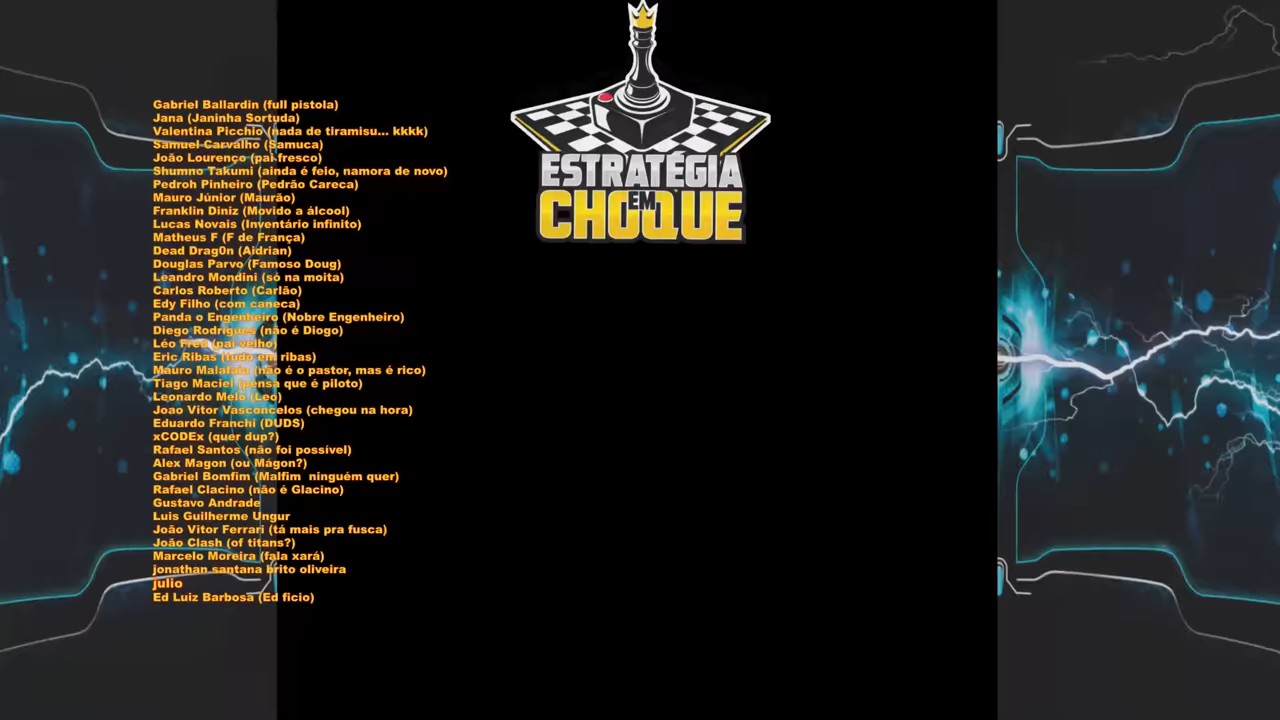 ESTRATÉGIA
EM
CHOQUE
Gabriel Ballardin (full pistola)
Jana (Janinha Sortuda)
Valentina Picchio (nada de tiramisu... kkkk)
Samuel Carvalho (Samuca)
João Lourenço (pai fresco)
Shumno Takumi (ainda é feio, namora de novo)
Pedroh Pinheiro (Pedrão Careca)
Mauro Júnior (Maurão)
Franklin Diniz (Movido a álcool)
Lucas Novais (Inventário infinito)
Matheus F (F de França)
Dead Drag0n (Aidrian)
Douglas Parvo (Famoso Doug)
Leandro Mondini (só na moita)
Carlos Roberto (Carlão)
Edy Filho (com caneca)
Panda o Engenheiro (Nobre Engenheiro)
Diego Rodrigues (não é Diogo)
Léo Fred (pai velho)
Eric Ribas (tudo em ribas)
Mauro (não é o pastor, mas é rico)
Tiago Maciel (pensa que é piloto)
Leonardo Melo (Leo)
Joao Vitor Vasconcelos (chegou na hora)
Eduardo Franchi (DUDS)
xCODEx (quer dup?)
Rafael Santos (não foi possível)
Alex Magon (ou Mágon?)
Gabriel Bomfim (Malfim  ninguém quer)
Rafael Clacino (não é Glacino)
Gustavo Andrade
Luis Guilherme Ungur
João Vitor Ferrari (tá mais pra fusca)
João Clash (of titans?)
Marcelo Moreira (fala xará)
jonathan santana brito oliveira
julio
Ed Luiz Barbosa (Ed ficio)